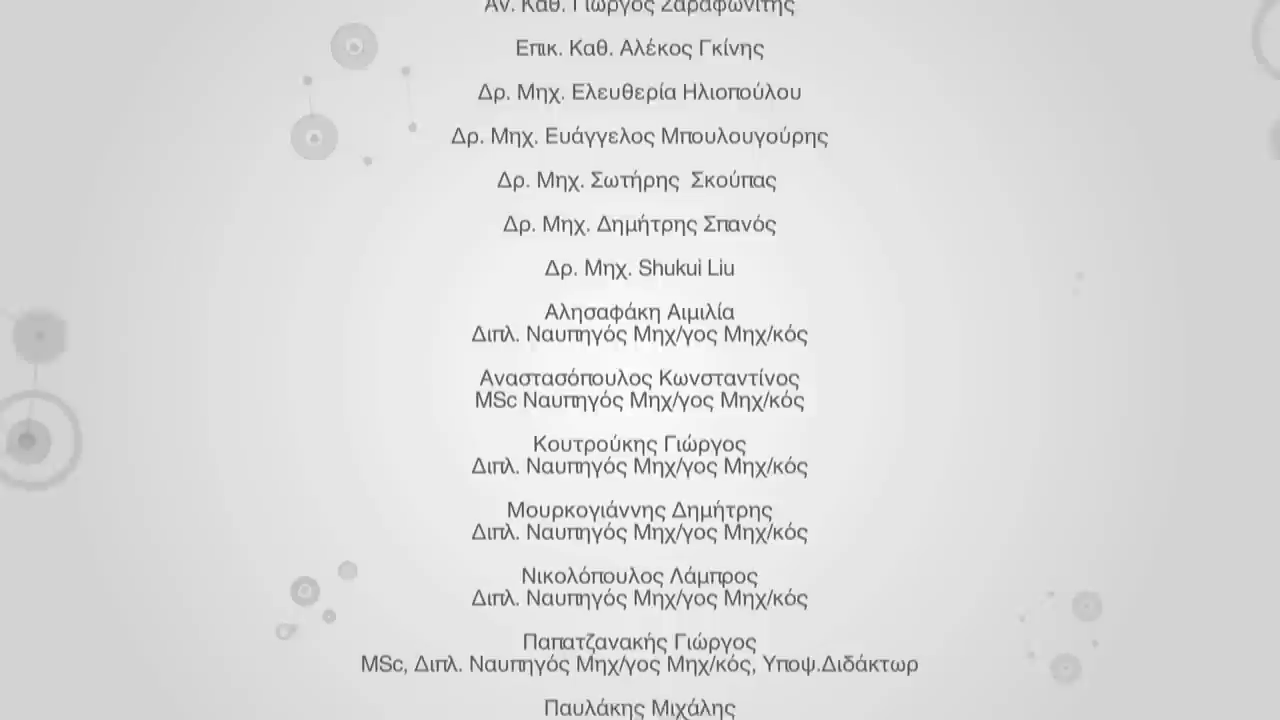 Αν. Καθ. Γιώργος Ζαραφωνίτης
Επικ. Καθ. Αλέκος Γκίνης
Δρ. Μηχ. Ελευθερία Ηλιοπούλου
Δρ. Μηχ. Ευάγγελος Μπουλουγούρης
Δρ. Μηχ. Σωτήρης  Σκούπας
Δρ. Μηχ. Δημήτρης Σπανός
Δρ. Μηχ. Shukui Liu
Αλησαφάκη Αιμιλία
Διπλ. Ναυπηγός Μηχ/γος Μηχ/κός
Αναστασόπουλος Κωνσταντίνος
MSc Ναυπηγός Μηχ/γος Μηχ/κός
Κουτρούκης Γιώργος
Διπλ. Ναυπηγός Μηχ/γος Μηχ/κός
Μουρκογιάννης Δημήτρης
Διπλ. Ναυπηγός Μηχ/γος Μηχ/κός
Νικολόπουλος Λάμπρος
Διπλ. Ναυπηγός Μηχ/γος Μηχ/κός
Παπατζανακής Γιώργος
MSc, Διπλ. Ναυπηγός Μηχ/γος Μηχ/κός, Υποψ.Διδάκτωρ
Παυλάκης Μιχάλης